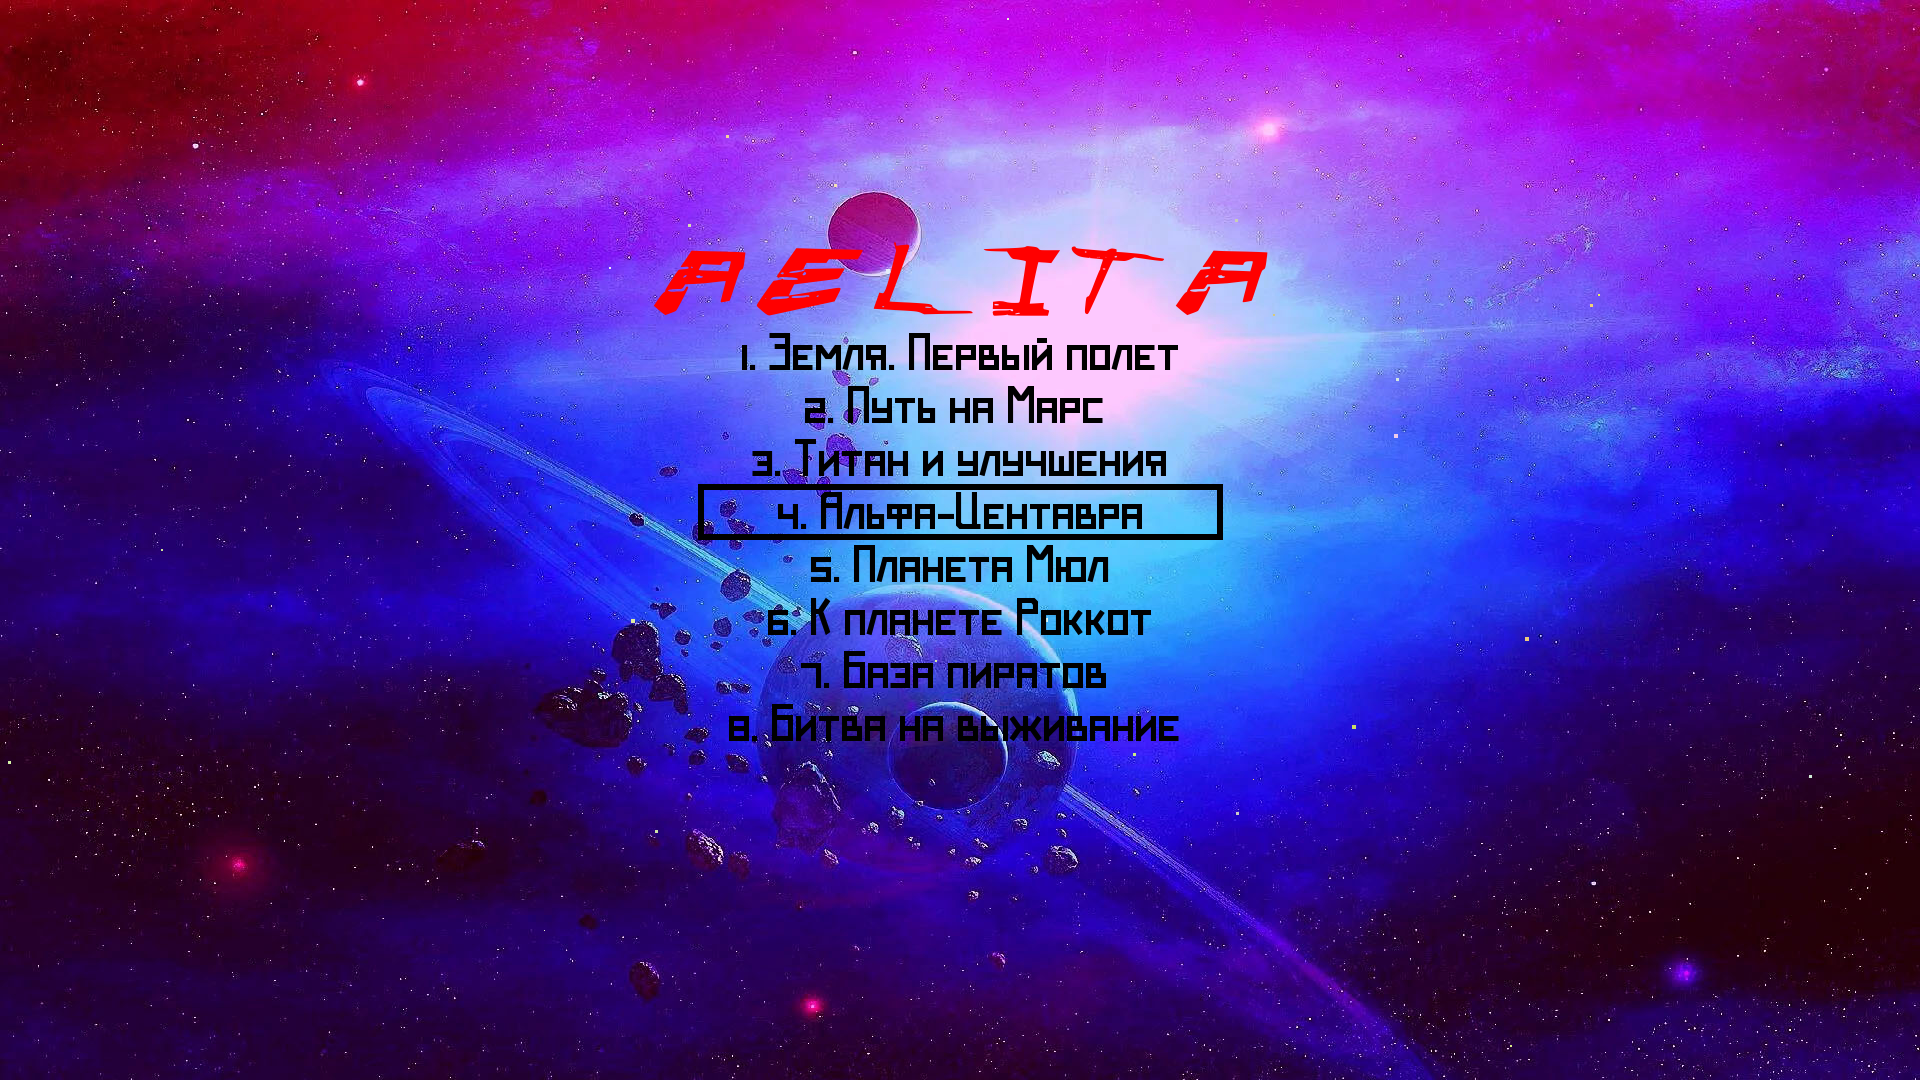 AELITA
1. Земля. Первый полет
2. Путь на Марс
3. Титан и улучшения
4. Альфа-Центавра
5. Планета Мюл
6. К планете Роккот
7. База пиратов
8. Битва на выживание